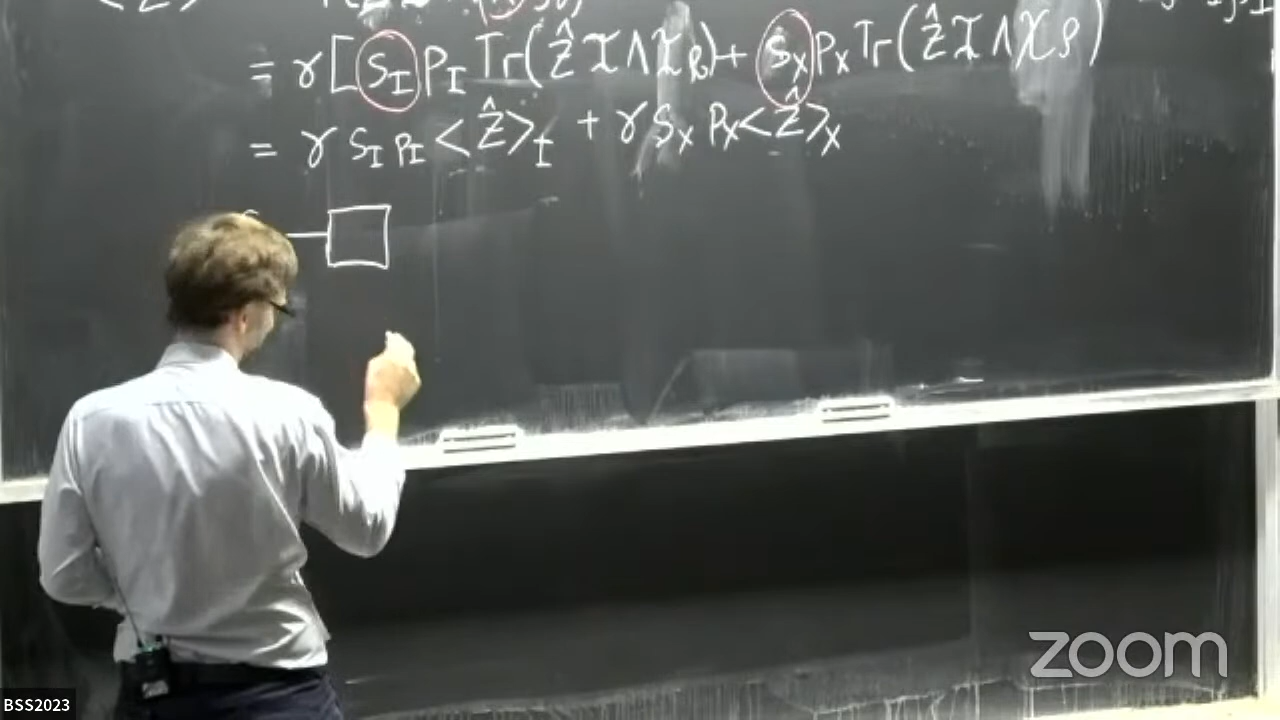 = γ [ S_I P_I Tr(Ẑ I Λ I ρ) + S_X P_X Tr(Ẑ I Λ X ρ)
= γ S_I P_I <Ẑ>_I + γ S_X P_X <Ẑ>_X
zoom
BSS2023